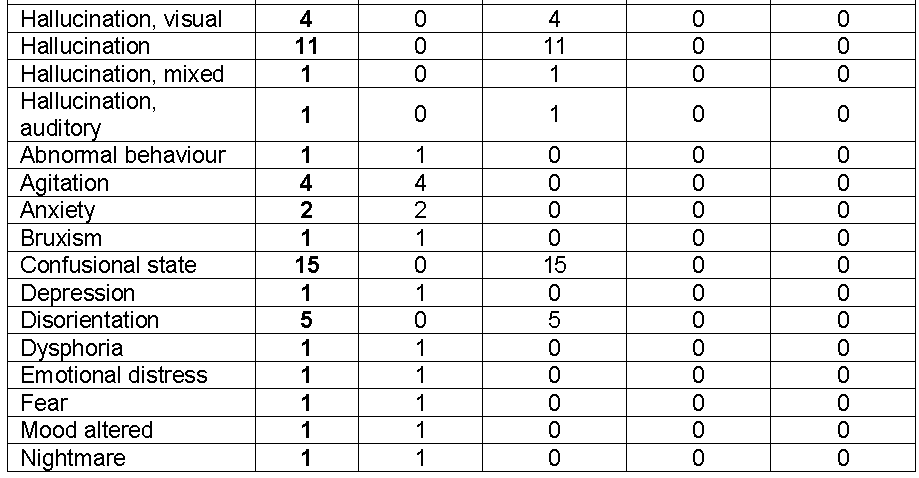 Hallucination, visual 4 0 4 0 0
Hallucination 11 0 11 0 0
Hallucination, mixed 1 0 1 0 0
Hallucination,
auditory 1 0 1 0 0
Abnormal behaviour 1 1 0 0 0
Agitation 4 4 0 0 0
Anxiety 2 2 0 0 0
Bruxism 1 1 0 0 0
Confusional state 15 0 15 0 0
Depression 1 1 0 0 0
Disorientation 5 0 5 0 0
Dysphoria 1 1 0 0 0
Emotional distress 1 1 0 0 0
Fear 1 1 0 0 0
Mood altered 1 1 0 0 0
Nightmare 1 1 0 0 0